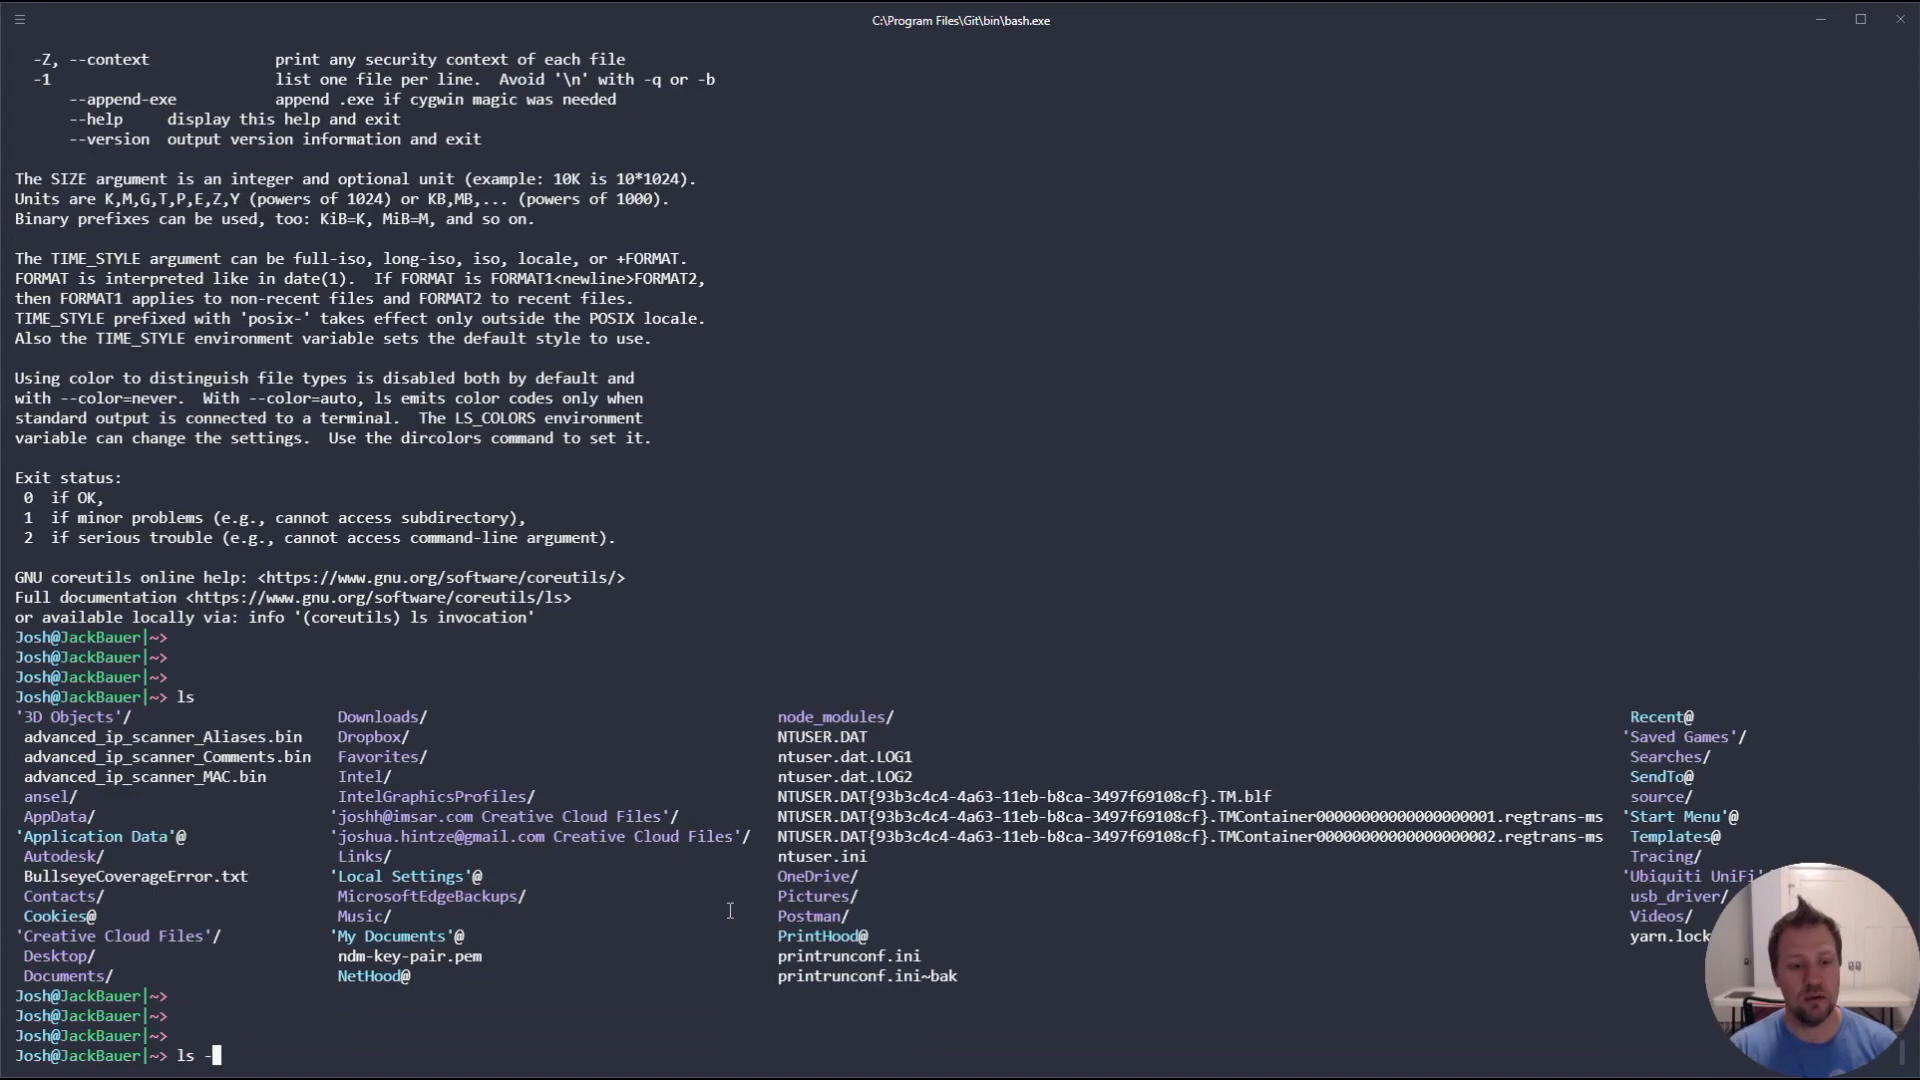 C:\Program Files\Git\bin\bash.exe
-Z, --context              print any security context of each file
-1                         list one file per line.  Avoid '\n' with -q or -b
--append-exe           append .exe if cygwin magic was needed
--help     display this help and exit
--version  output version information and exit
The SIZE argument is an integer and optional unit (example: 10K is 10*1024).
Units are K,M,G,T,P,E,Z,Y (powers of 1024) or KB,MB,... (powers of 1000).
Binary prefixes can be used, too: KiB=K, MiB=M, and so on.
The TIME_STYLE argument can be full-iso, long-iso, iso, locale, or +FORMAT.
FORMAT is interpreted like in date(1).  If FORMAT is FORMAT1<newline>FORMAT2,
then FORMAT1 applies to non-recent files and FORMAT2 to recent files.
TIME_STYLE prefixed with 'posix-' takes effect only outside the POSIX locale.
Also the TIME_STYLE environment variable sets the default style to use.
Using color to distinguish file types is disabled both by default and
with --color=never.  With --color=auto, ls emits color codes only when
standard output is connected to a terminal.  The LS_COLORS environment
variable can change the settings.  Use the dircolors command to set it.
Exit status:
0  if OK,
1  if minor problems (e.g., cannot access subdirectory),
2  if serious trouble (e.g., cannot access command-line argument).
GNU coreutils online help: <https://www.gnu.org/software/coreutils/>
Full documentation <https://www.gnu.org/software/coreutils/ls>
or available locally via: info '(coreutils) ls invocation'
Josh@JackBauer|~>
Josh@JackBauer|~>
Josh@JackBauer|~>
Josh@JackBauer|~> ls
'3D Objects'/ Downloads/ node_modules/ Recent@
advanced_ip_scanner_Aliases.bin Dropbox/ NTUSER.DAT 'Saved Games'/
advanced_ip_scanner_Comments.bin Favorites/ ntuser.dat.LOG1 Searches/
advanced_ip_scanner_MAC.bin Intel/ ntuser.dat.LOG2 SendTo@
ansel/ IntelGraphicsProfiles/ NTUSER.DAT{93b3c4c4-4a63-11eb-b8ca-3497f69108cf}.TM.blf source/
AppData/ 'joshh@imsar.com Creative Cloud Files'/ NTUSER.DAT{93b3c4c4-4a63-11eb-b8ca-3497f69108cf}.TMContainer00000000000000000001.regtrans-ms 'Start Menu'@
'Application Data'@ 'joshua.hintze@gmail.com Creative Cloud Files'/ NTUSER.DAT{93b3c4c4-4a63-11eb-b8ca-3497f69108cf}.TMContainer00000000000000000002.regtrans-ms Templates@
Autodesk/ Links/ ntuser.ini Tracing/
BullseyeCoverageError.txt 'Local Settings'@ OneDrive/ 'Ubiquiti UniFi'
Contacts/ MicrosoftEdgeBackups/ Pictures/ usb_driver/
Cookies@ Music/ Postman/ Videos/
'Creative Cloud Files'/ 'My Documents'@ PrintHood@ yarn.lock
Desktop/ ndm-key-pair.pem printrunconf.ini
Documents/ NetHood@ printrunconf.ini~bak
Josh@JackBauer|~>
Josh@JackBauer|~>
Josh@JackBauer|~>
Josh@JackBauer|~> ls -